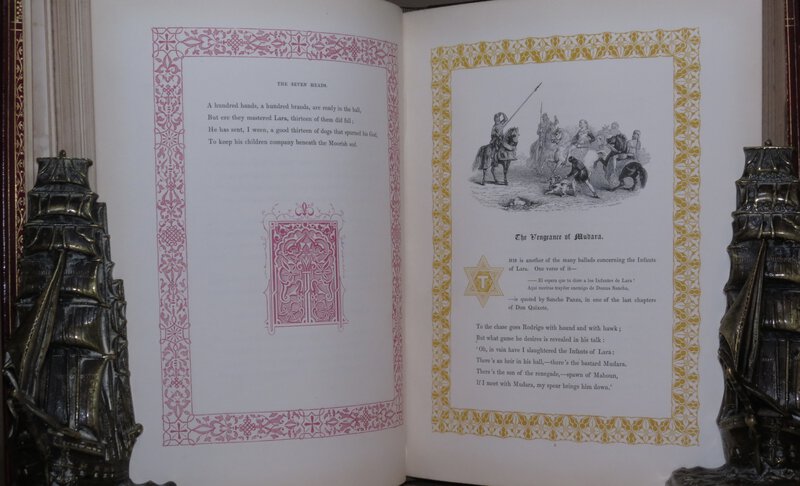 THE SEVEN HEADS.
A hundred hands, a hundred brands, are ready in the hall,
But ere they mastered Lara, thirteen of them did fall;
He has sent, I ween, a good thirteen of dogs that spurned his God,
To keep his children company beneath the Moorish sod.
The Vengeance of Mudara.
THIS is another of the many ballads concerning the Infants
of Lara. One verse of it—
—El espera que te diere a los Infantes de Lara!
Aqui moriras traydor enemigo de Donna Sancha,
—is quoted by Sancho Panza, in one of the last chapters
of Don Quixote.
To the chase goes Rodrigo with hound and with hawk;
But what game he desires is revealed in his talk:
'Oh, in vain have I slaughtered the Infants of Lara:
There's an heir in his hall,—there's the bastard Mudara.
There's the son of the renegade,—spawn of Mahoun,
If I meet with Mudara, my spear brings him down.'